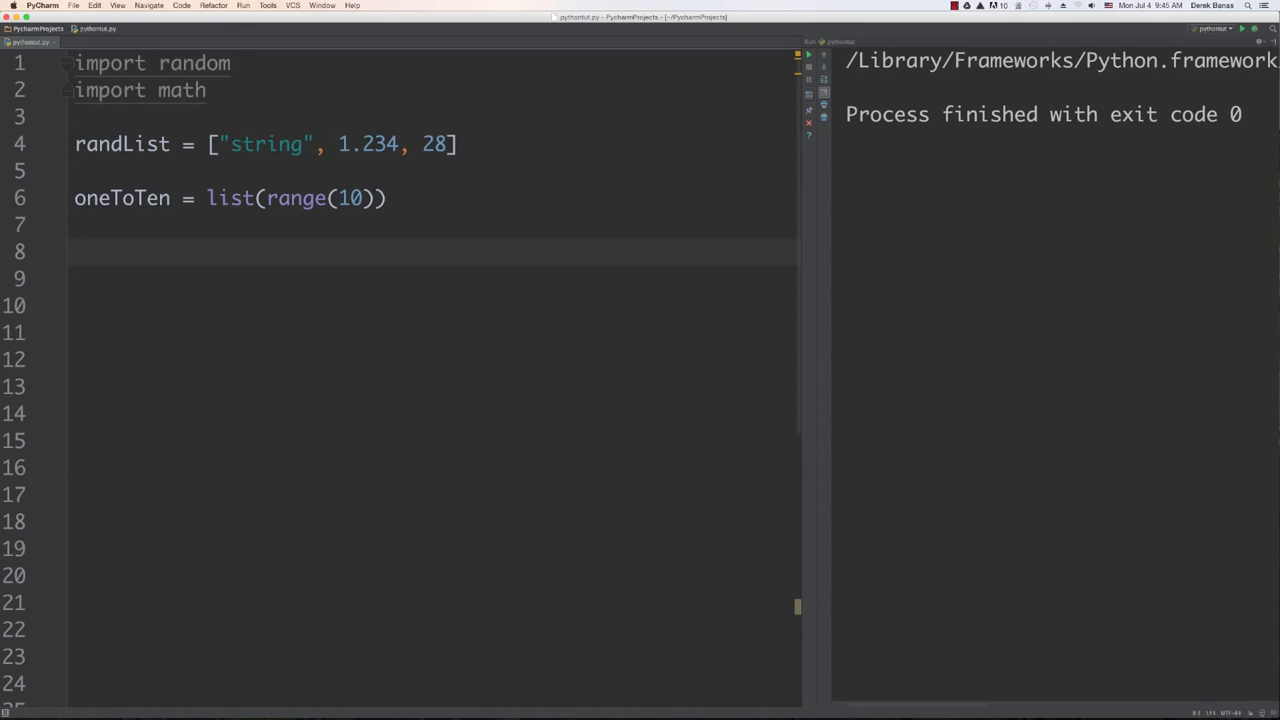 PyCharm File Edit View Navigate Code Refactor Run Tools VCS Window Help
10 Mon Jul 4 9:45 AM Derek Banas
pythontut.py - PycharmProjects - [~/PycharmProjects]
PycharmProjects pythontut.py
pythontut
pythontut.py
Run pythontut
1 import random
2 import math
3
4 randList = ["string", 1.234, 28]
5
6 oneToTen = list(range(10))
7
8
9
10
11
12
13
14
15
16
17
18
19
20
21
22
23
24
/Library/Frameworks/Python.framework
Process finished with exit code 0
8:1 LF÷ UTF-8÷